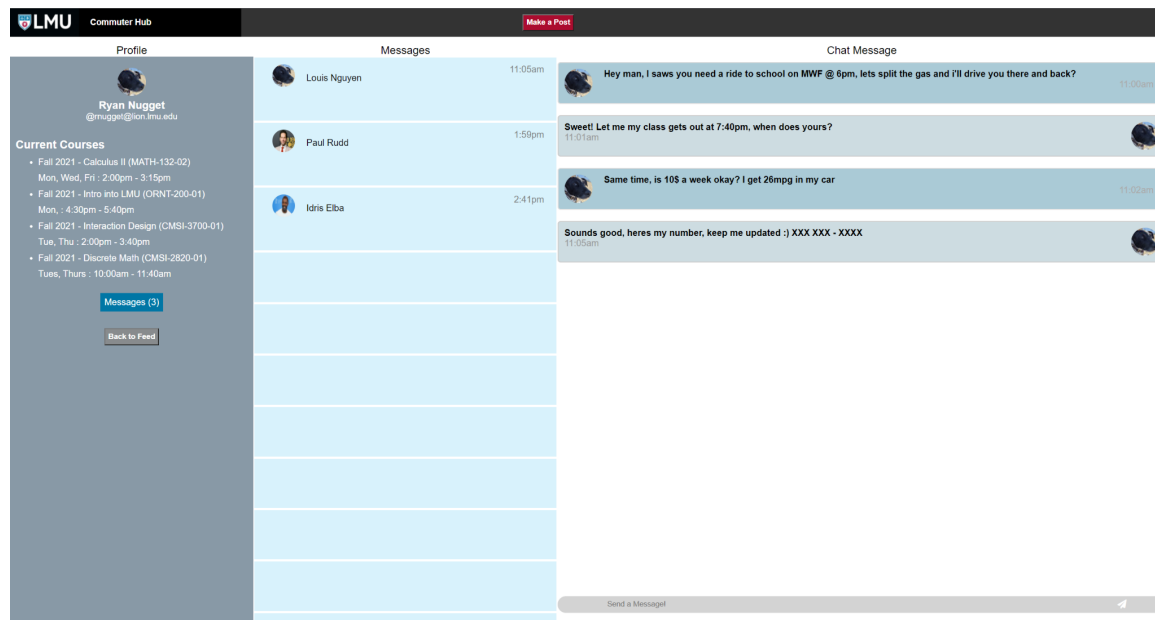 LMU Commuter Hub
Make a Post
Profile
Messages
Chat Message
Ryan Nugget
@rnugget@lion.lmu.edu
Current Courses
• Fall 2021 - Calculus II (MATH-132-02)
Mon, Wed, Fri : 2:00pm - 3:15pm
• Fall 2021 - Intro into LMU (ORNT-200-01)
Mon, : 4:30pm - 5:40pm
• Fall 2021 - Interaction Design (CMSI-3700-01)
Tue, Thu : 2:00pm - 3:40pm
• Fall 2021 - Discrete Math (CMSI-2820-01)
Tues, Thurs : 10:00am - 11:40am
Messages (3)
Back to Feed
Louis Nguyen
11:05am
Paul Rudd
1:59pm
Idris Elba
2:41pm
Hey man, I saws you need a ride to school on MWF @ 6pm, lets split the gas and i'll drive you there and back?
11:00am
Sweet! Let me my class gets out at 7:40pm, when does yours?
11:01am
Same time, is 10$ a week okay? I get 26mpg in my car
11:02am
Sounds good, heres my number, keep me updated :) XXX XXX - XXXX
11:05am
Send a Message!